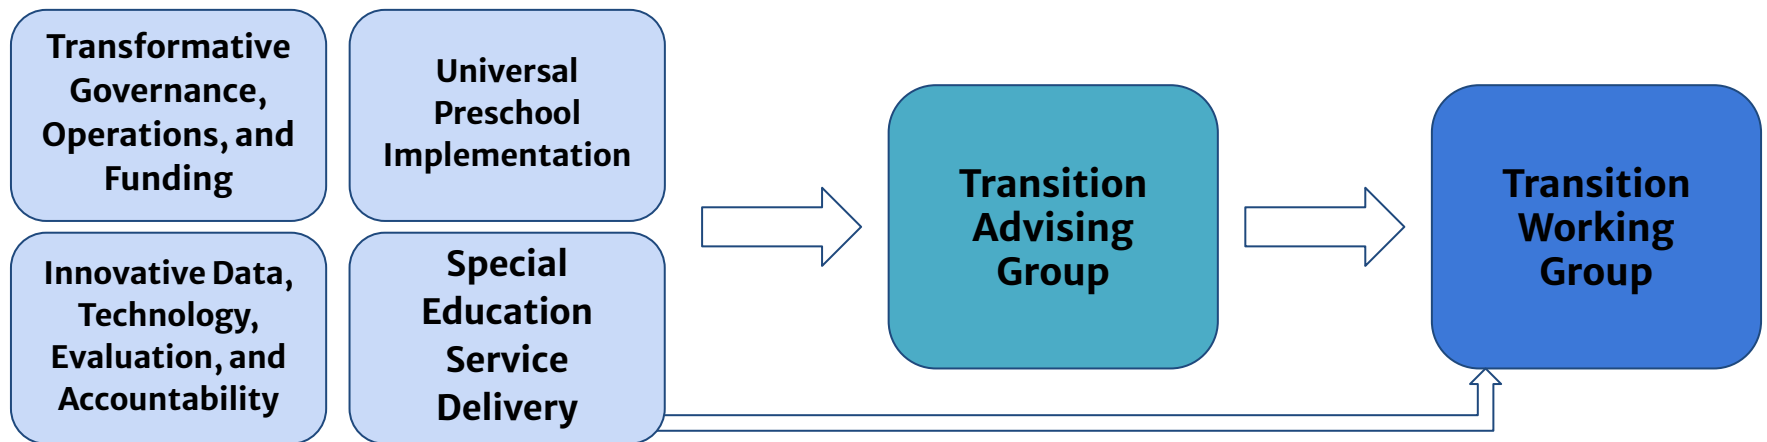 Transformative
Governance,
Operations, and
Funding
Universal
Preschool
Implementation
Innovative Data,
Technology,
Evaluation, and
Accountability
Special
Education
Service
Delivery
Transition
Advising
Group
Transition
Working
Group